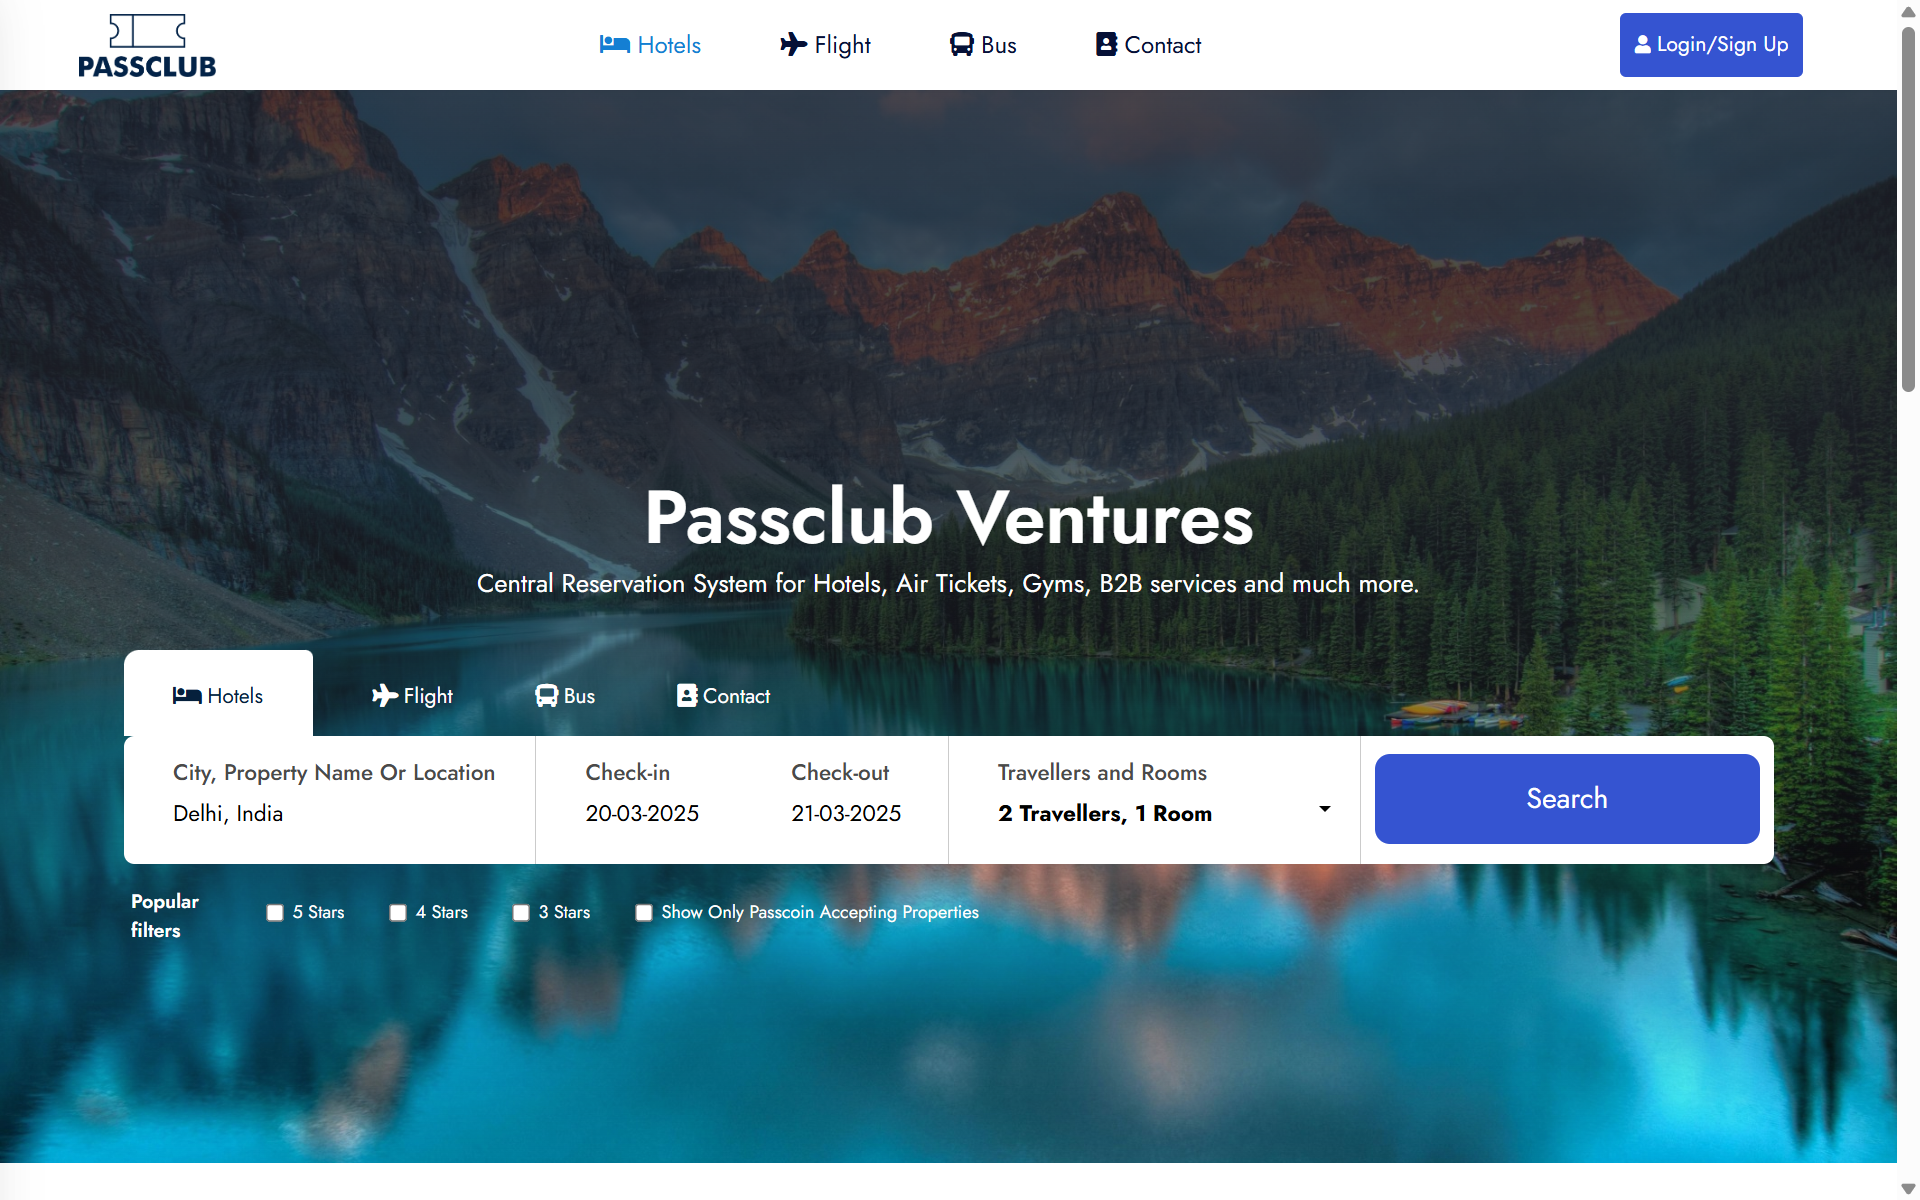 PASSCLUB
Hotels
Flight
Bus
Contact
Login/Sign Up
Passclub Ventures
Central Reservation System for Hotels, Air Tickets, Gyms, B2B services and much more.
Hotels
Flight
Bus
Contact
City, Property Name Or Location
Delhi, India
Check-in
20-03-2025
Check-out
21-03-2025
Travellers and Rooms
2 Travellers, 1 Room
Search
Popular
filters
5 Stars
4 Stars
3 Stars
Show Only Passcoin Accepting Properties